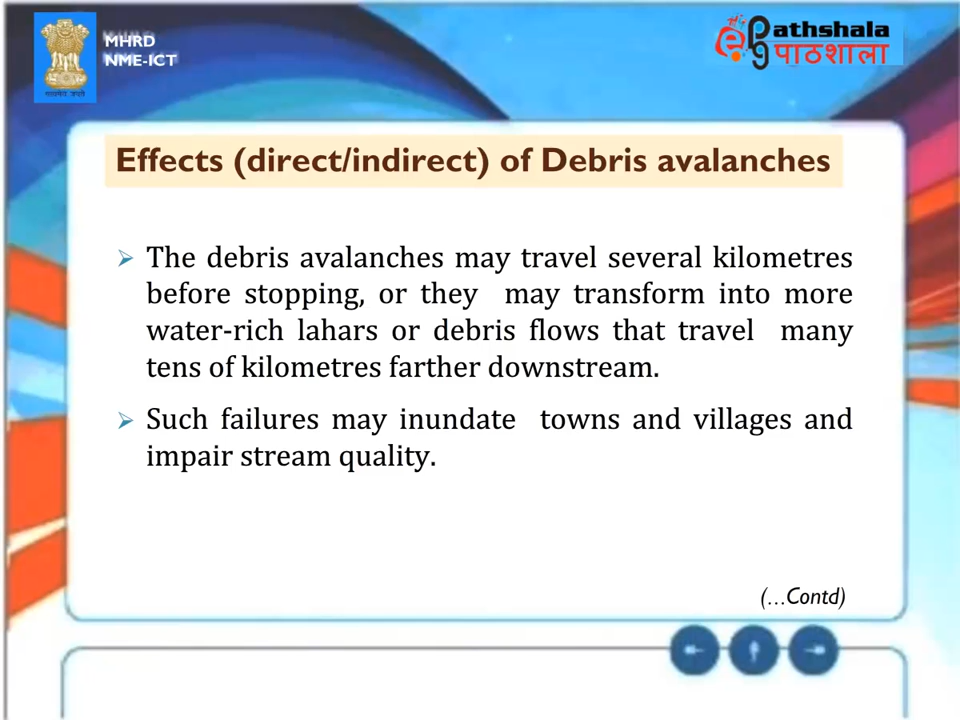 MHRD
NME-ICT
Pathshala
पाठशाला
Effects (direct/indirect) of Debris avalanches
The debris avalanches may travel several kilometres
before stopping, or they may transform into more
water-rich lahars or debris flows that travel many
tens of kilometres farther downstream.
Such failures may inundate towns and villages and
impair stream quality.
(...Contd)